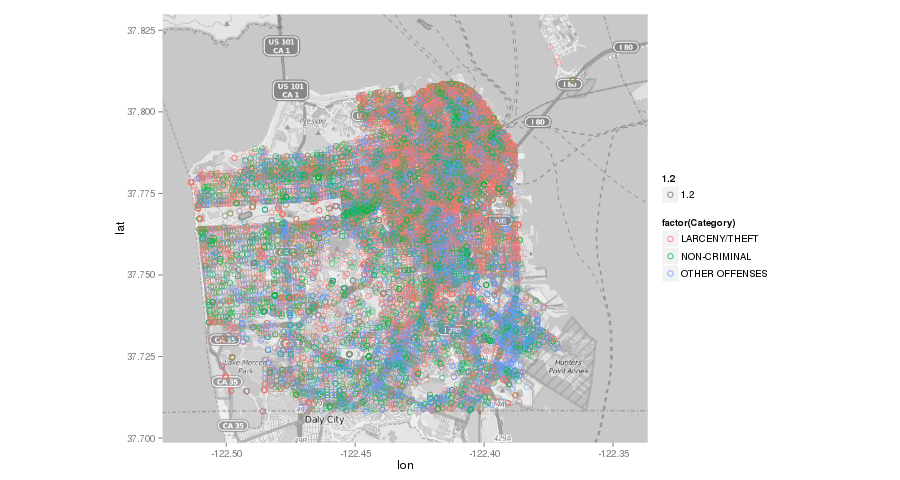 37.825
37.800
37.775
37.750
37.725
37.700
lat
US 101
CA 1
US 101
CA 1
Presidio
I 80
I 80
I 80
I 280
CA 35
Lake Merced
Park
CA 35
CA 35
Hunters
Point Annex
Daly City
429A
-122.50
-122.45
-122.40
-122.35
lon
1.2
1.2
factor(Category)
LARCENY/THEFT
NON-CRIMINAL
OTHER OFFENSES